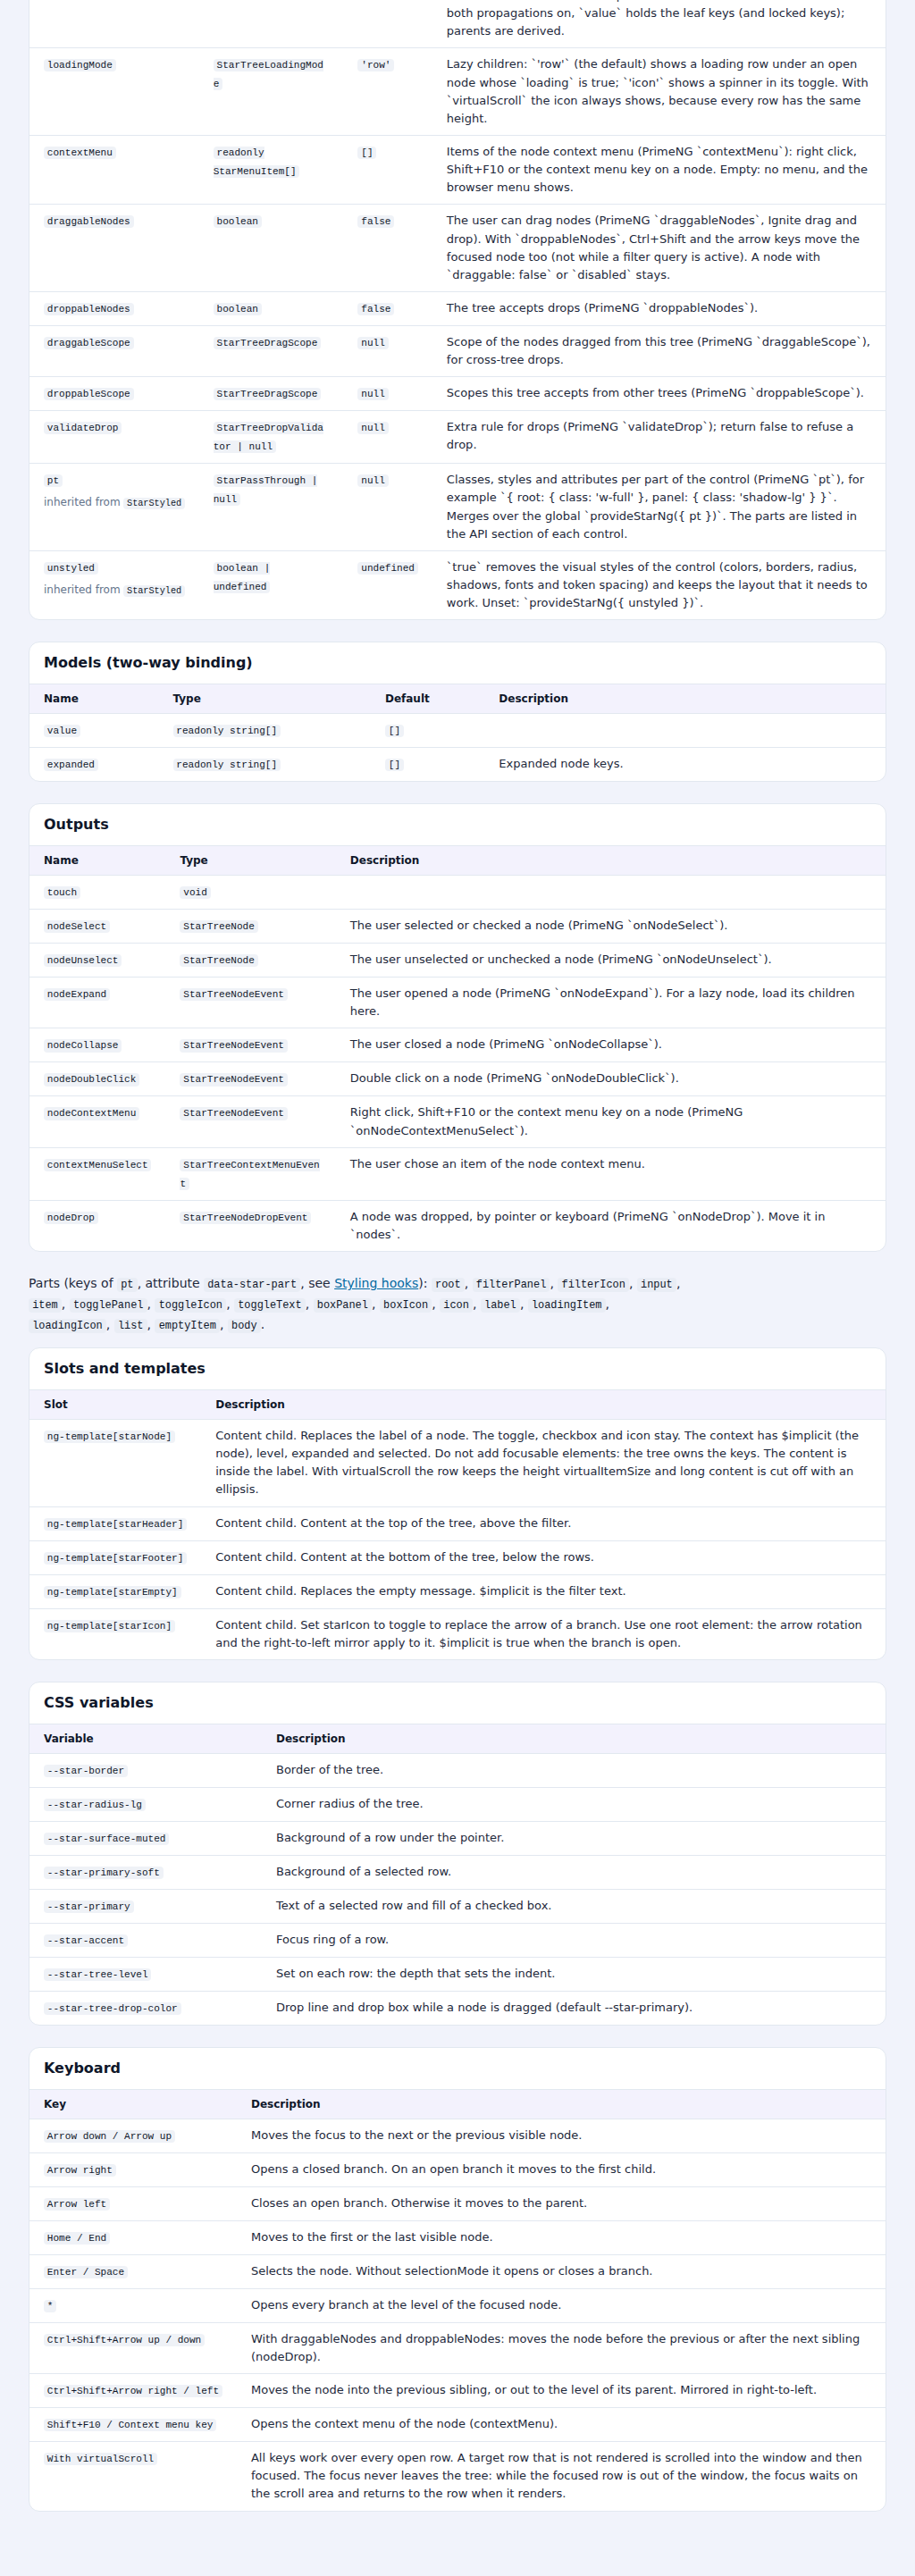 both propagations on, `value` holds the leaf keys (and locked keys);
parents are derived.
loadingMode
StarTreeLoadingMod
e
'row'
Lazy children: `'row'` (the default) shows a loading row under an open
node whose `loading` is true; `'icon'` shows a spinner in its toggle. With
`virtualScroll` the icon always shows, because every row has the same
height.
contextMenu
readonly
StarMenuItem[]
[]
Items of the node context menu (PrimeNG `contextMenu`): right click,
Shift+F10 or the context menu key on a node. Empty: no menu, and the
browser menu shows.
draggableNodes
boolean
false
The user can drag nodes (PrimeNG `draggableNodes`, Ignite drag and
drop). With `droppableNodes`, Ctrl+Shift and the arrow keys move the
focused node too (not while a filter query is active). A node with
`draggable: false` or `disabled` stays.
droppableNodes
boolean
false
The tree accepts drops (PrimeNG `droppableNodes`).
draggableScope
StarTreeDragScope
null
Scope of the nodes dragged from this tree (PrimeNG `draggableScope`),
for cross-tree drops.
droppableScope
StarTreeDragScope
null
Scopes this tree accepts from other trees (PrimeNG `droppableScope`).
validateDrop
StarTreeDropValida
tor | null
null
Extra rule for drops (PrimeNG `validateDrop`); return false to refuse a
drop.
pt
inherited from StarStyled
StarPassThrough |
null
null
Classes, styles and attributes per part of the control (PrimeNG `pt`), for
example `{ root: { class: 'w-full' }, panel: { class: 'shadow-lg' } }`.
Merges over the global `provideStarNg({ pt })`. The parts are listed in
the API section of each control.
unstyled
inherited from StarStyled
boolean |
undefined
undefined
`true` removes the visual styles of the control (colors, borders, radius,
shadows, fonts and token spacing) and keeps the layout that it needs to
work. Unset: `provideStarNg({ unstyled })`.
Models (two-way binding)
Name Type Default Description
value readonly string[] []
expanded readonly string[] [] Expanded node keys.
Outputs
Name Type Description
touch void
nodeSelect StarTreeNode The user selected or checked a node (PrimeNG `onNodeSelect`).
nodeUnselect StarTreeNode The user unselected or unchecked a node (PrimeNG `onNodeUnselect`).
nodeExpand StarTreeNodeEvent The user opened a node (PrimeNG `onNodeExpand`). For a lazy node, load its children
here.
nodeCollapse StarTreeNodeEvent The user closed a node (PrimeNG `onNodeCollapse`).
nodeDoubleClick StarTreeNodeEvent Double click on a node (PrimeNG `onNodeDoubleClick`).
nodeContextMenu StarTreeNodeEvent Right click, Shift+F10 or the context menu key on a node (PrimeNG
`onNodeContextMenuSelect`).
contextMenuSelect
StarTreeContextMenuEven
t
The user chose an item of the node context menu.
nodeDrop StarTreeNodeDropEvent A node was dropped, by pointer or keyboard (PrimeNG `onNodeDrop`). Move it in
`nodes`.
Parts (keys of pt, attribute data-star-part, see Styling hooks): root, filterPanel, filterIcon, input,
item, togglePanel, toggleIcon, toggleText, boxPanel, boxIcon, icon, label, loadingItem,
loadingIcon, list, emptyItem, body.
Slots and templates
Slot Description
ng-template[starNode] Content child. Replaces the label of a node. The toggle, checkbox and icon stay. The context has $implicit (the
node), level, expanded and selected. Do not add focusable elements: the tree owns the keys. The content is
inside the label. With virtualScroll the row keeps the height virtualItemSize and long content is cut off with an
ellipsis.
ng-template[starHeader] Content child. Content at the top of the tree, above the filter.
ng-template[starFooter] Content child. Content at the bottom of the tree, below the rows.
ng-template[starEmpty] Content child. Replaces the empty message. $implicit is the filter text.
ng-template[starIcon] Content child. Set starIcon to toggle to replace the arrow of a branch. Use one root element: the arrow rotation
and the right-to-left mirror apply to it. $implicit is true when the branch is open.
CSS variables
Variable Description
--star-border Border of the tree.
--star-radius-lg Corner radius of the tree.
--star-surface-muted Background of a row under the pointer.
--star-primary-soft Background of a selected row.
--star-primary Text of a selected row and fill of a checked box.
--star-accent Focus ring of a row.
--star-tree-level Set on each row: the depth that sets the indent.
--star-tree-drop-color Drop line and drop box while a node is dragged (default --star-primary).
Keyboard
Key Description
Arrow down / Arrow up Moves the focus to the next or the previous visible node.
Arrow right Opens a closed branch. On an open branch it moves to the first child.
Arrow left Closes an open branch. Otherwise it moves to the parent.
Home / End Moves to the first or the last visible node.
Enter / Space Selects the node. Without selectionMode it opens or closes a branch.
* Opens every branch at the level of the focused node.
Ctrl+Shift+Arrow up / down With draggableNodes and droppableNodes: moves the node before the previous or after the next sibling
(nodeDrop).
Ctrl+Shift+Arrow right / left Moves the node into the previous sibling, or out to the level of its parent. Mirrored in right-to-left.
Shift+F10 / Context menu key Opens the context menu of the node (contextMenu).
With virtualScroll All keys work over every open row. A target row that is not rendered is scrolled into the window and then
focused. The focus never leaves the tree: while the focused row is out of the window, the focus waits on
the scroll area and returns to the row when it renders.